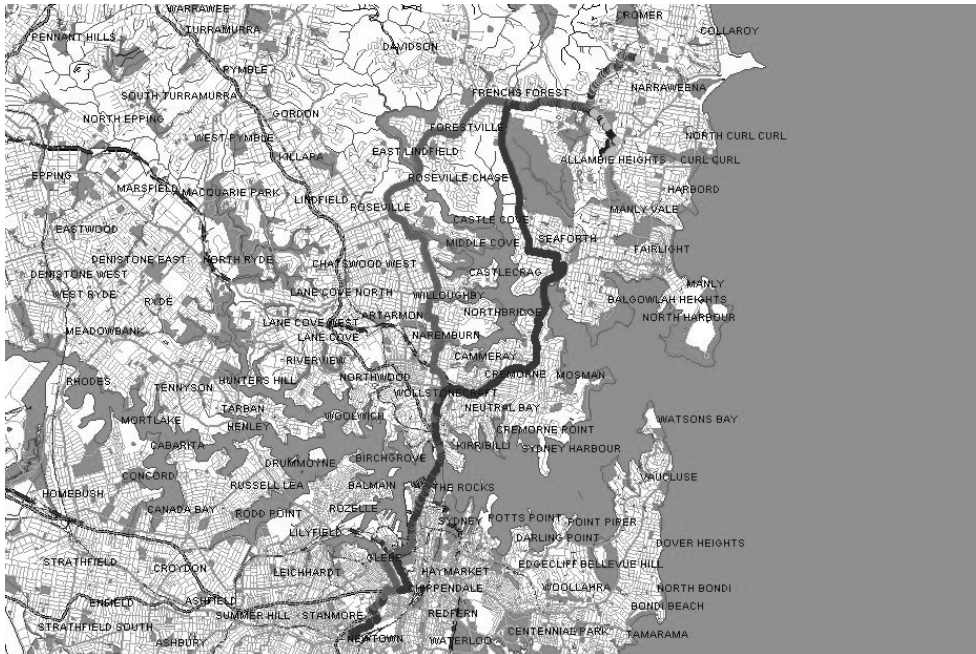 WARRAWEE
CROMER
TURRAMURRA
COLLAROY
PENNANT HILLS
DAVIDSON
PYMBLE
FRENCHS FOREST
NARRAWEENA
SOUTH TURRAMURRA
GORDON
NORTH EPPING
FORESTVILLE
WEST PYMBLE
NORTH CURL CURL
EAST LINDFIELD
KILLARA
ALLAMBIE HEIGHTS
CURL CURL
EPPING
ROSEVILLE CHASE
MARSFIELD
MACQUARIE PARK
HARBORD
LINDFIELD
ROSEVILLE
MANLY VALE
CASTLE COVE
EASTWOOD
SEAFORTH
MIDDLE COVE
FAIRLIGHT
DENISTONE EAST
NORTH RYDE
CHATSWOOD WEST
DENISTONE WEST
CASTLECRAG
MANLY
WEST RYDE
LANE COVE NORTH
WILLOUGHBY
RYDE
BALGOWLAH HEIGHTS
NORTHBRIDGE
ARTARMON
NORTH HARBOUR
LANE COVE WEST
MEADOWBANK
LANE COVE
NAREMBURN
RIVERVIEW
CAMMERAY
RHODES
HUNTERS HILL
NORTHWOOD
CREMORNE
MOSMAN
TENNYSON
WOLLSTONECRAFT
TARBAN
NEUTRAL BAY
WOOLWICH
MORTLAKE
WATSONS BAY
HENLEY
CREMORNE POINT
CABARITA
KIRRIBILLI
SYDNEY HARBOUR
BIRCHGROVE
DRUMMOYNE
CONCORD
VAUCLUSE
RUSSELL LEA
BALMAIN
THE ROCKS
HOMEBUSH
CANADA BAY
RODD POINT
ROZELLE
POTTS POINT
SYDNEY
POINT PIPER
LILYFIELD
DARLING POINT
DOVER HEIGHTS
GLEBE
STRATHFIELD
CROYDON
LEICHHARDT
HAYMARKET
EDGECLIFF
BELLEVUE HILL
CHIPPENDALE
WOOLLAHRA
NORTH BONDI
ENFIELD
ASHFIELD
BONDI BEACH
SUMMER HILL
STANMORE
REDFERN
STRATHFIELD SOUTH
CENTENNIAL PARK
TAMARAMA
NEWTOWN
ASHBURY
WATERLOO